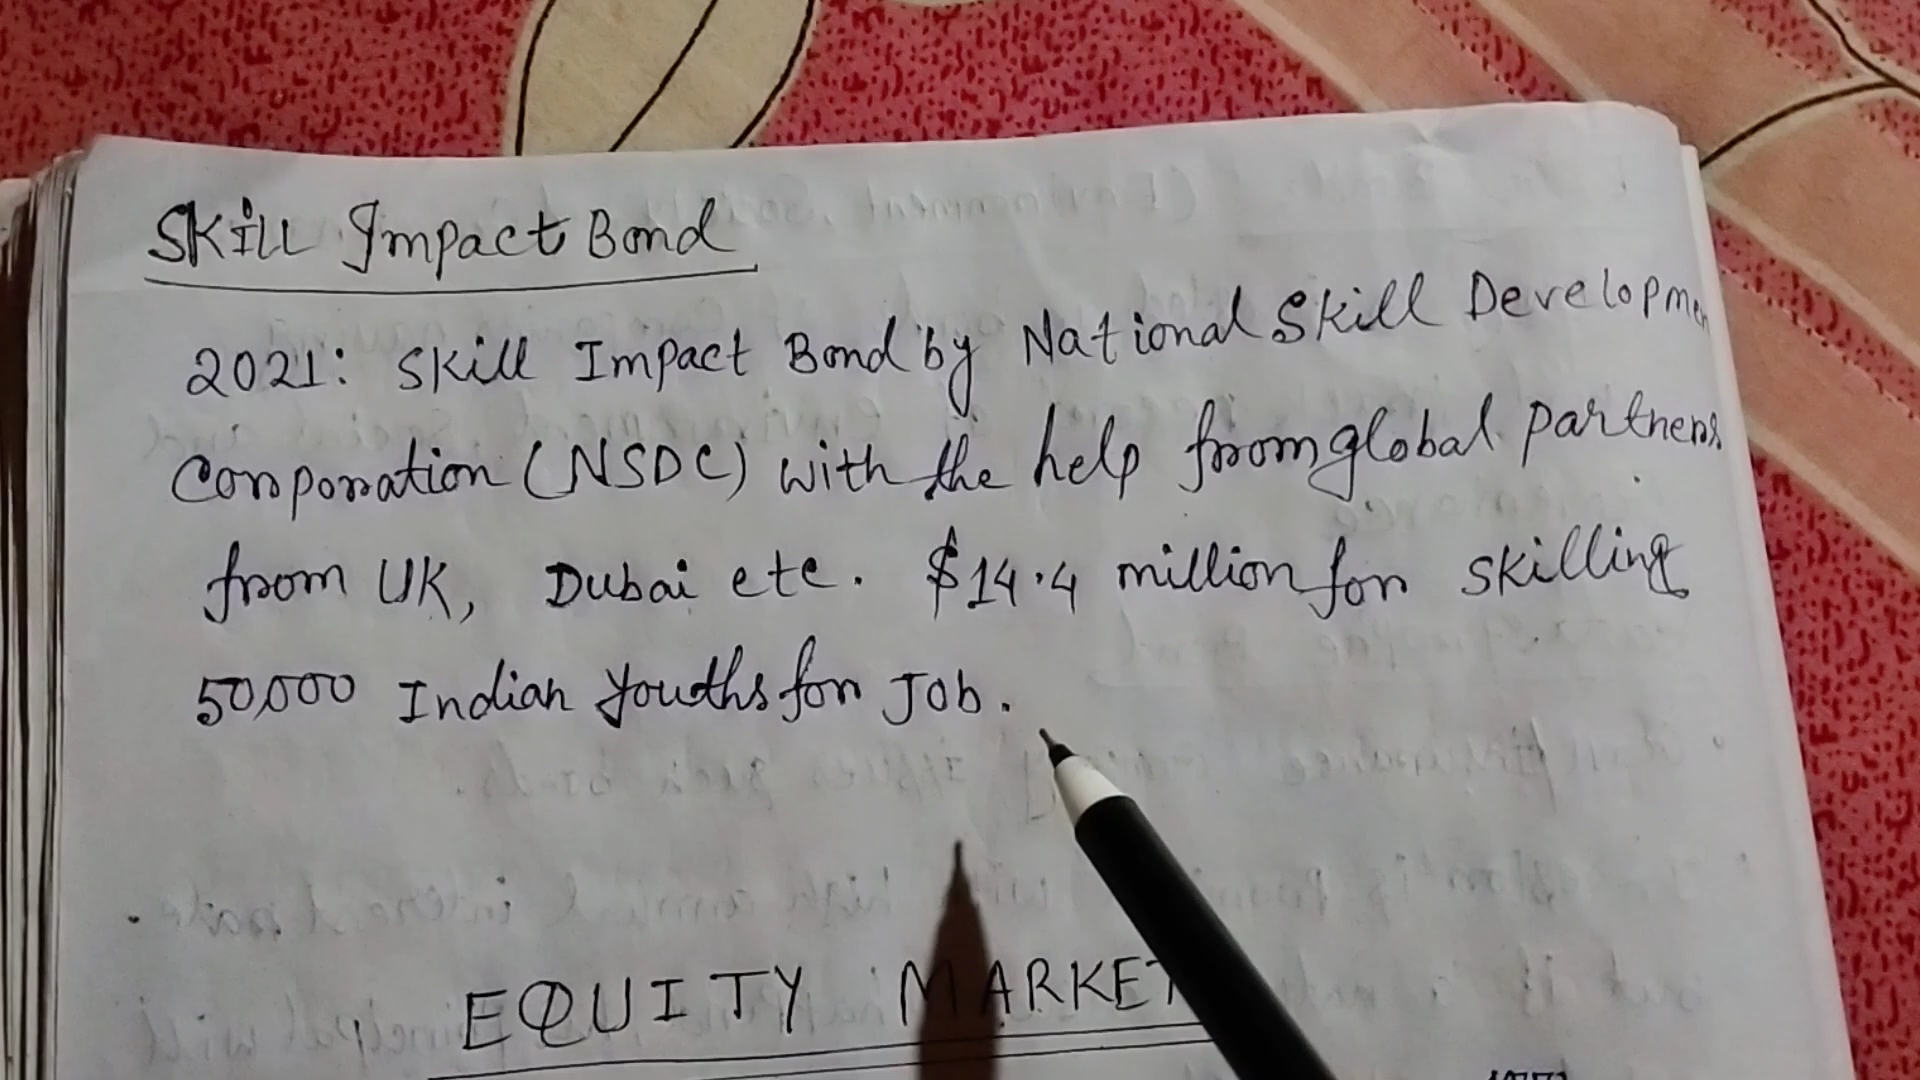 SKILL Impact Bond
2021: Skill Impact Bond by National Skill Developmen
Corporation (NSDC) with the help from global partners
from UK, Dubai etc. $14.4 million for skilling
50,000 Indian Youths for Job.
EQUITY MARKET